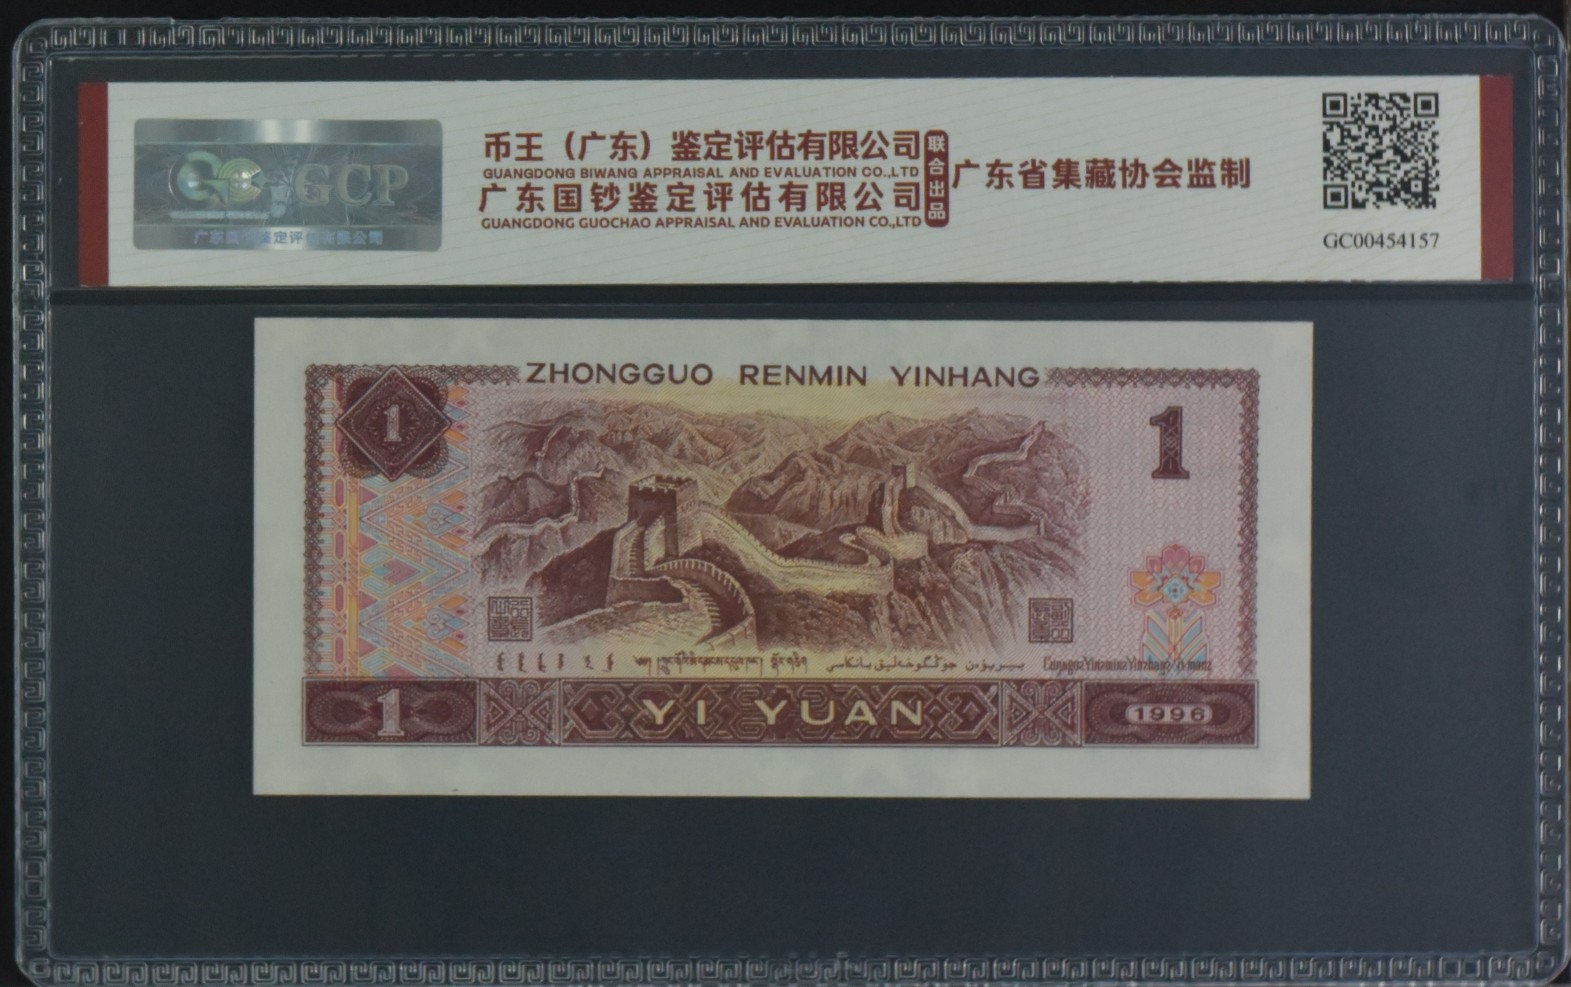 GC GCP
广东国钞鉴定评估有限公司
币王（广东）鉴定评估有限公司
GUANGDONG BIWANG APPRAISAL AND EVALUATION CO.,LTD
广东国钞鉴定评估有限公司
GUANGDONG GUOCHAO APPRAISAL AND EVALUATION CO.,LTD
联合出品
广东省集藏协会监制
GC00454157
ZHONGGUO RENMIN YINHANG
1
1
1
YI YUAN
1996